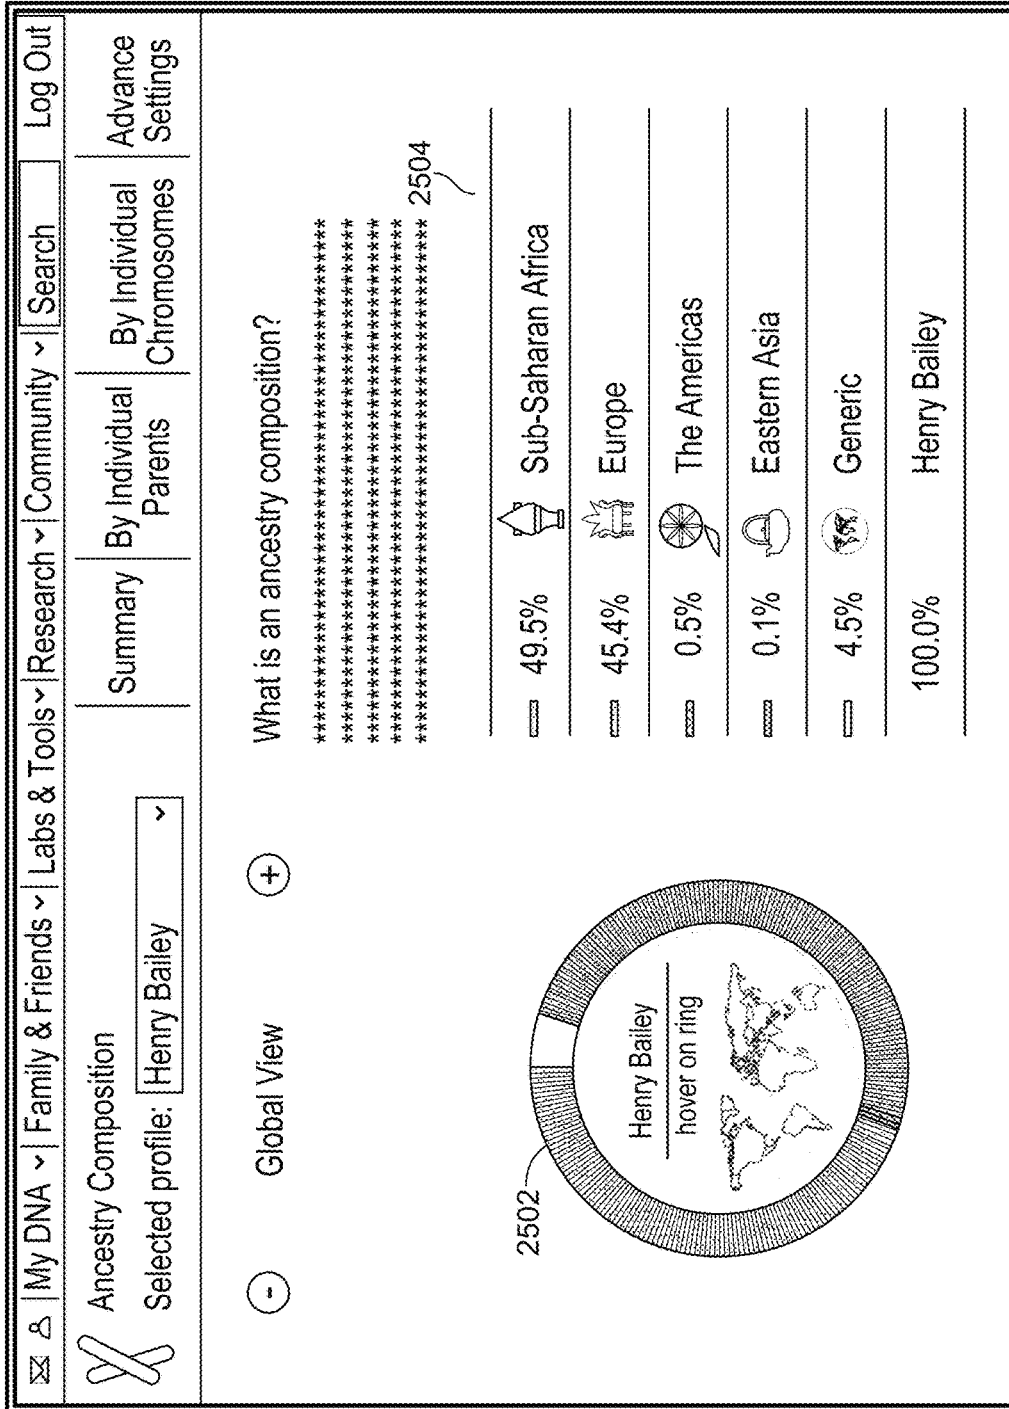 My DNA | Family & Friends | Labs & Tools | Research | Community | Search Log Out
Ancestry Composition
Selected profile: Henry Bailey
Summary
By Individual
Parents
By Individual
Chromosomes
Advance
Settings
- Global View +
2502
Henry Bailey
hover on ring
What is an ancestry composition?
******************************************
******************************************
******************************************
******************************************
******************************************
2504
49.5% Sub-Saharan Africa
45.4% Europe
0.5% The Americas
0.1% Eastern Asia
4.5% Generic
100.0% Henry Bailey